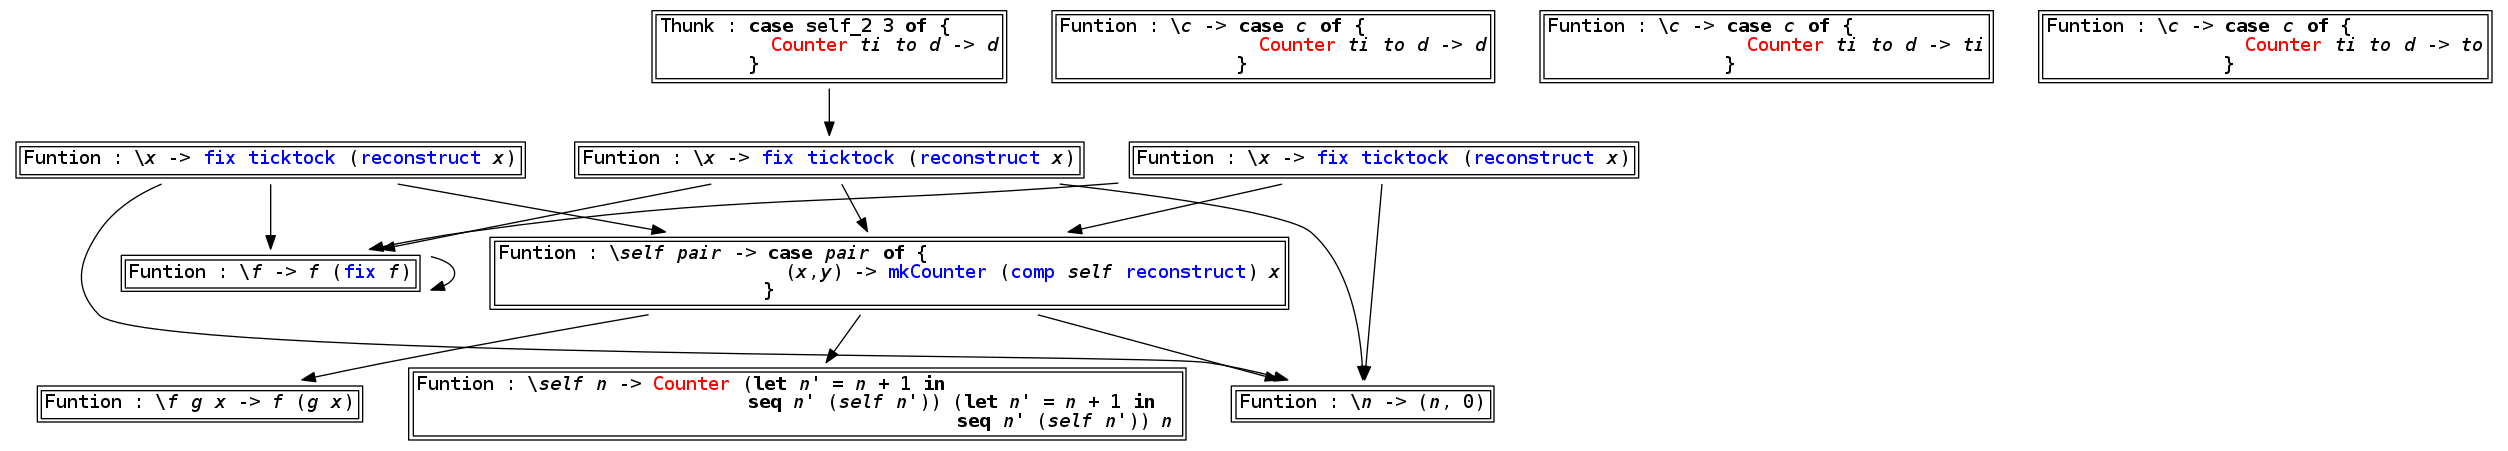 Thunk : case self_2 3 of {
Counter ti to d -> d
}
Funtion : \c -> case c of {
Counter ti to d -> d
}
Funtion : \c -> case c of {
Counter ti to d -> ti
}
Funtion : \c -> case c of {
Counter ti to d -> to
}
Funtion : \x -> fix ticktock (reconstruct x)
Funtion : \x -> fix ticktock (reconstruct x)
Funtion : \x -> fix ticktock (reconstruct x)
Funtion : \f -> f (fix f)
Funtion : \self pair -> case pair of {
(x,y) -> mkCounter (comp self reconstruct) x
}
Funtion : \f g x -> f (g x)
Funtion : \self n -> Counter (let n' = n + 1 in
seq n' (self n')) (let n' = n + 1 in
seq n' (self n')) n
Funtion : \n -> (n, 0)